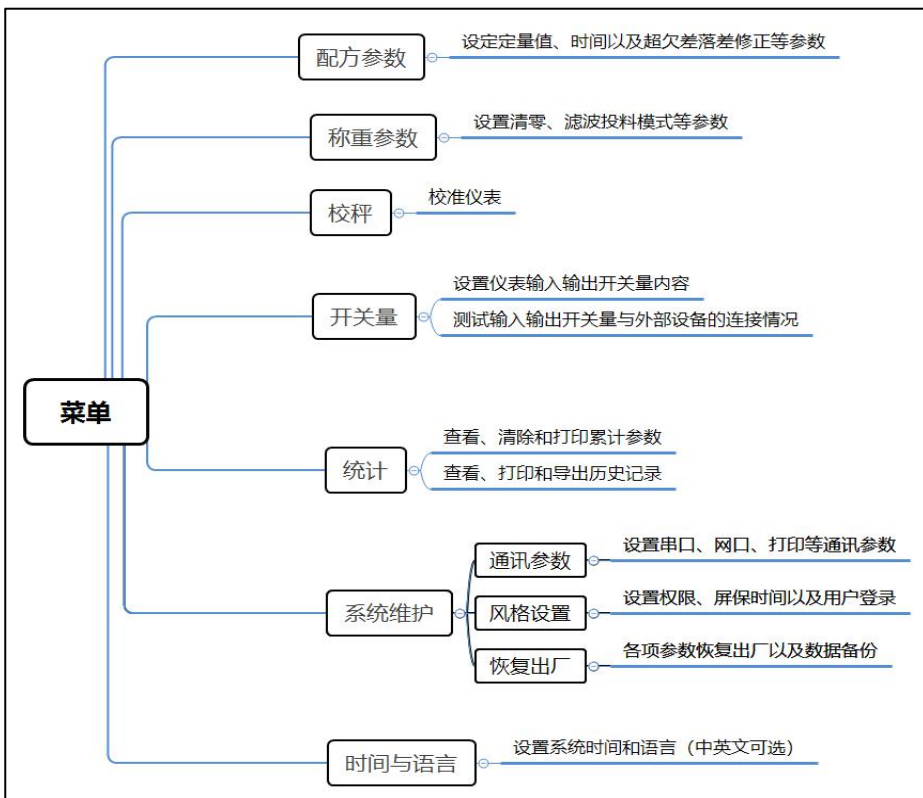 配方参数
设定定量值、时间以及超欠差落差修正等参数
称重参数
设置清零、滤波投料模式等参数
校秤
校准仪表
开关量
设置仪表输入输出开关量内容
测试输入输出开关量与外部设备的连接情况
菜单
统计
查看、清除和打印累计参数
查看、打印和导出历史记录
系统维护
通讯参数
设置串口、网口、打印等通讯参数
风格设置
设置权限、屏保时间以及用户登录
恢复出厂
各项参数恢复出厂以及数据备份
时间与语言
设置系统时间和语言（中英文可选）